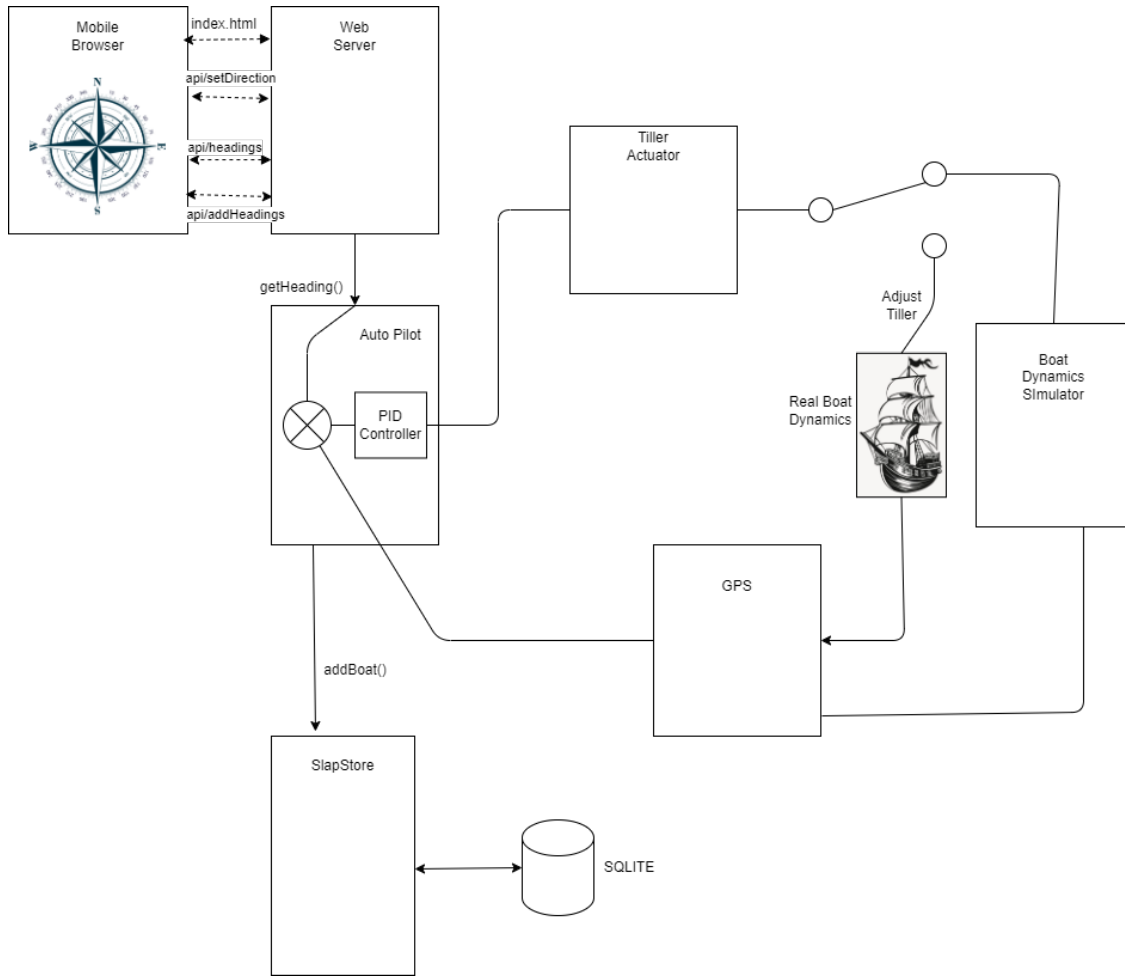 Mobile
Browser
N
W
E
S
index.html
api/setDirection
api/headings
api/addHeadings
Web
Server
getHeading()
Auto Pilot
PID
Controller
Tiller
Actuator
Adjust
Tiller
Real Boat
Dynamics
Boat
Dynamics
SImulator
GPS
addBoat()
SlapStore
SQLITE